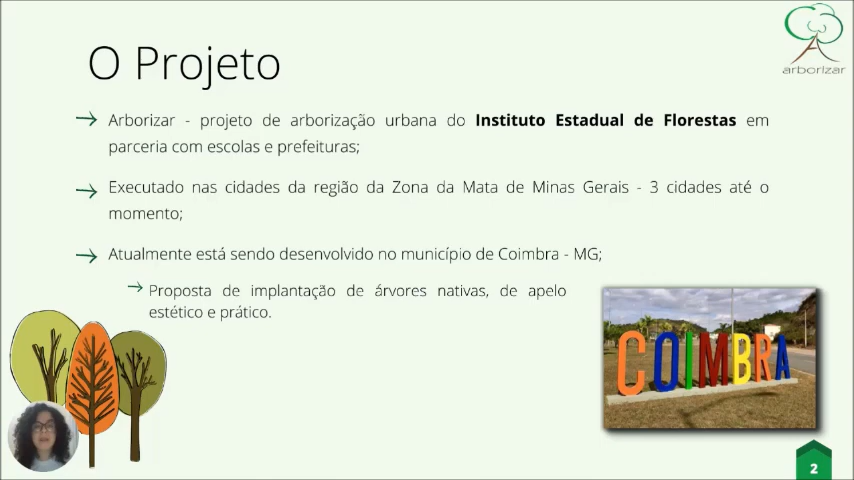 O Projeto
arborizar
Arborizar - projeto de arborização urbana do Instituto Estadual de Florestas em
parceria com escolas e prefeituras;
Executado nas cidades da região da Zona da Mata de Minas Gerais - 3 cidades até o
momento;
Atualmente está sendo desenvolvido no município de Coimbra - MG;
Proposta de implantação de árvores nativas, de apelo
estético e prático.
COIMBRA
2